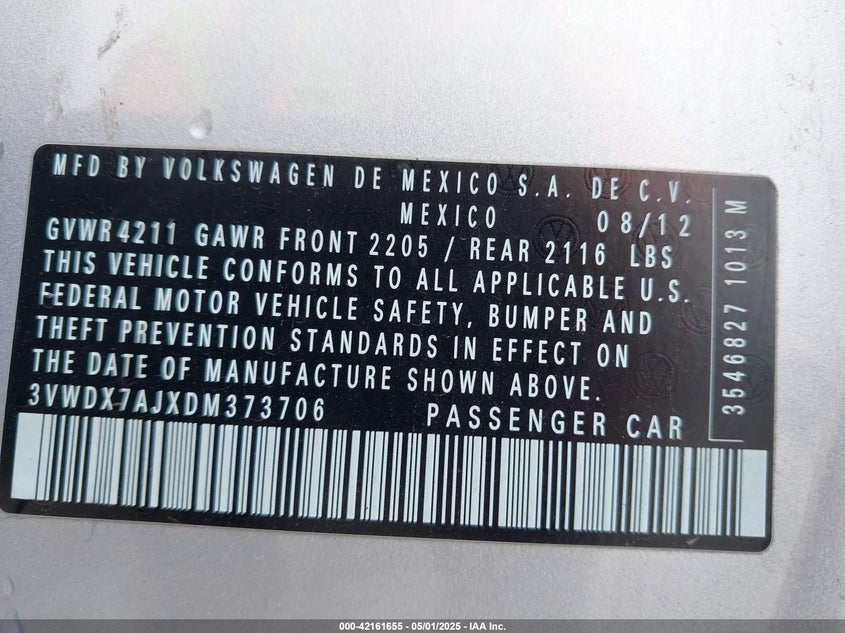 MFD BY VOLKSWAGEN DE MEXICO S.A. DE C.V.
MEXICO 08/12
GVWR 4211 GAWR FRONT 2205 / REAR 2116 LBS
THIS VEHICLE CONFORMS TO ALL APPLICABLE U.S.
FEDERAL MOTOR VEHICLE SAFETY, BUMPER AND
THEFT PREVENTION STANDARDS IN EFFECT ON
THE DATE OF MANUFACTURE SHOWN ABOVE.
3VWDX7AJXDM373706 PASSENGER CAR
3546827 1013 M
000-42161655 - 05/01/2025 - IAA Inc.